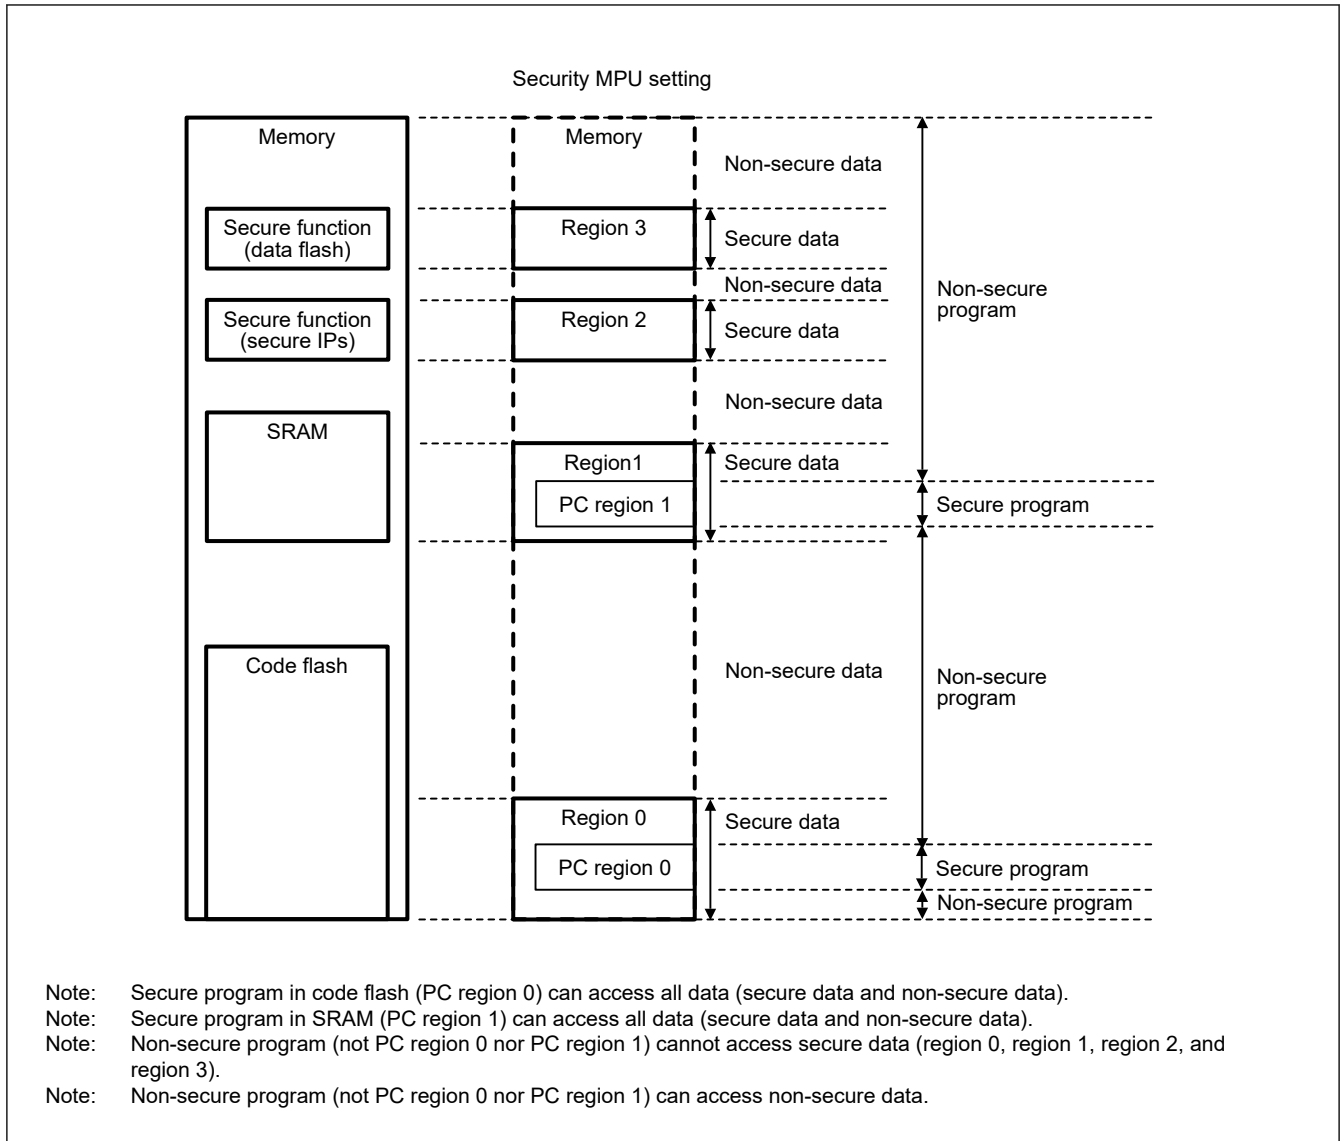 Security MPU setting
Memory
Memory
Non-secure data
Secure function
(data flash)
Region 3
Secure data
Non-secure data
Non-secure
program
Secure function
(secure IPs)
Region 2
Secure data
Non-secure data
SRAM
Region1
Secure data
PC region 1
Secure program
Code flash
Non-secure data
Non-secure
program
Region 0
Secure data
PC region 0
Secure program
Non-secure program
Note: Secure program in code flash (PC region 0) can access all data (secure data and non-secure data).
Note: Secure program in SRAM (PC region 1) can access all data (secure data and non-secure data).
Note: Non-secure program (not PC region 0 nor PC region 1) cannot access secure data (region 0, region 1, region 2, and
region 3).
Note: Non-secure program (not PC region 0 nor PC region 1) can access non-secure data.